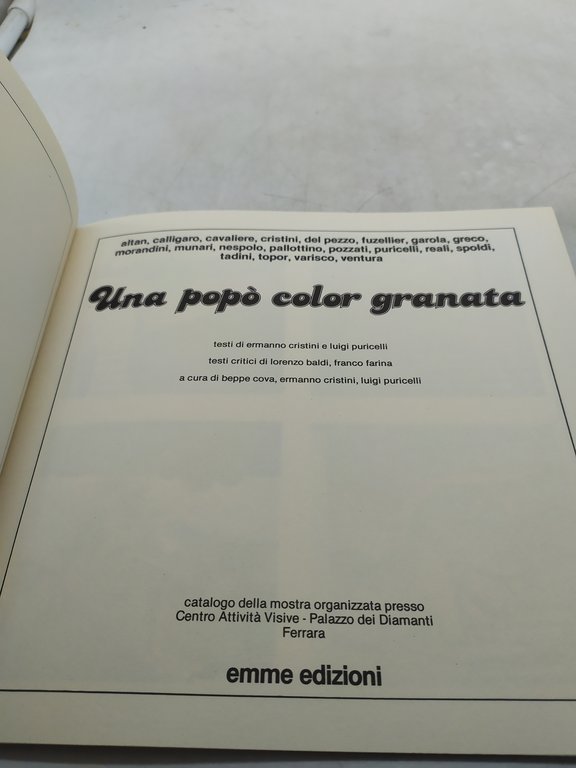 altan, calligaro, cavaliere, cristini, del pezzo, fuzellier, garola, greco,
morandini, munari, nespolo, pallottino, pozzati, puricelli, reali, spoldi,
tadini, topor, varisco, ventura
Una popò color granata
testi di ermanno cristini e luigi puricelli
testi critici di lorenzo baldi, franco farina
a cura di beppe cova, ermanno cristini, luigi puricelli
catalogo della mostra organizzata presso
Centro Attività Visive - Palazzo dei Diamanti
Ferrara
emme edizioni